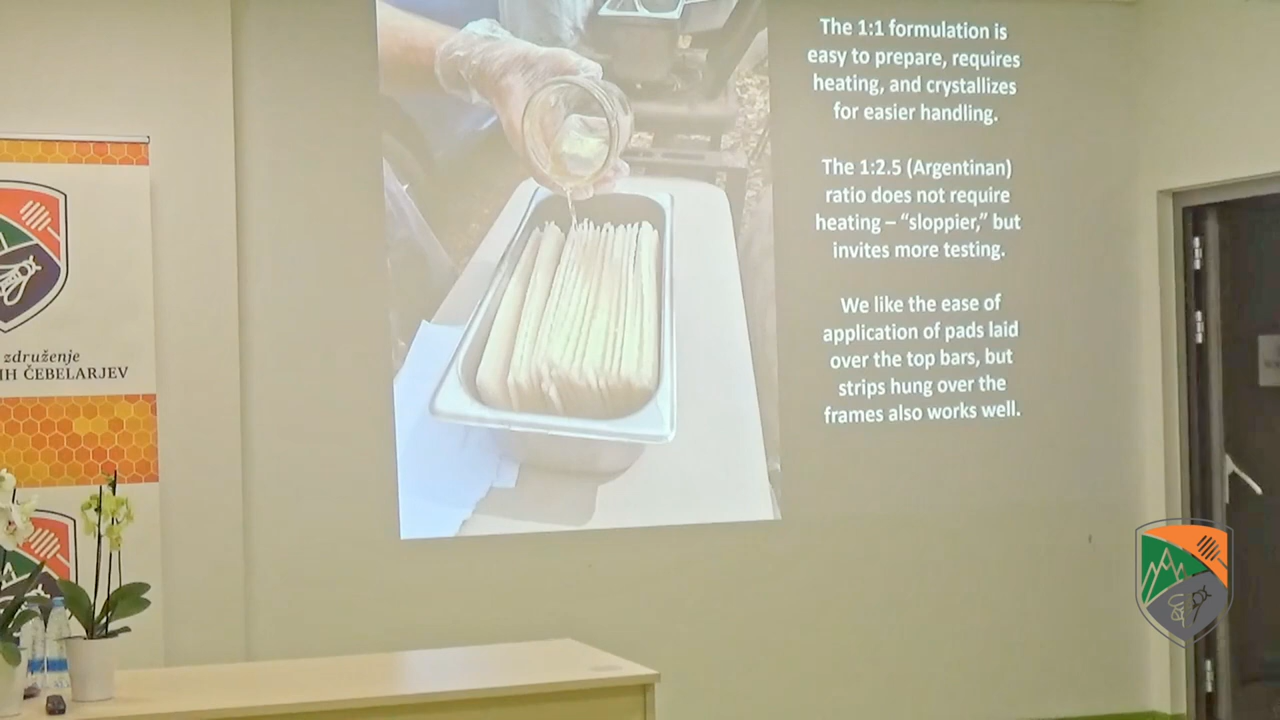 The 1:1 formulation is
easy to prepare, requires
heating, and crystallizes
for easier handling.
The 1:2.5 (Argentinan)
ratio does not require
heating – “sloppier,” but
invites more testing.
We like the ease of
application of pads laid
over the top bars, but
strips hung over the
frames also works well.
združenje
ČEBELARJEV